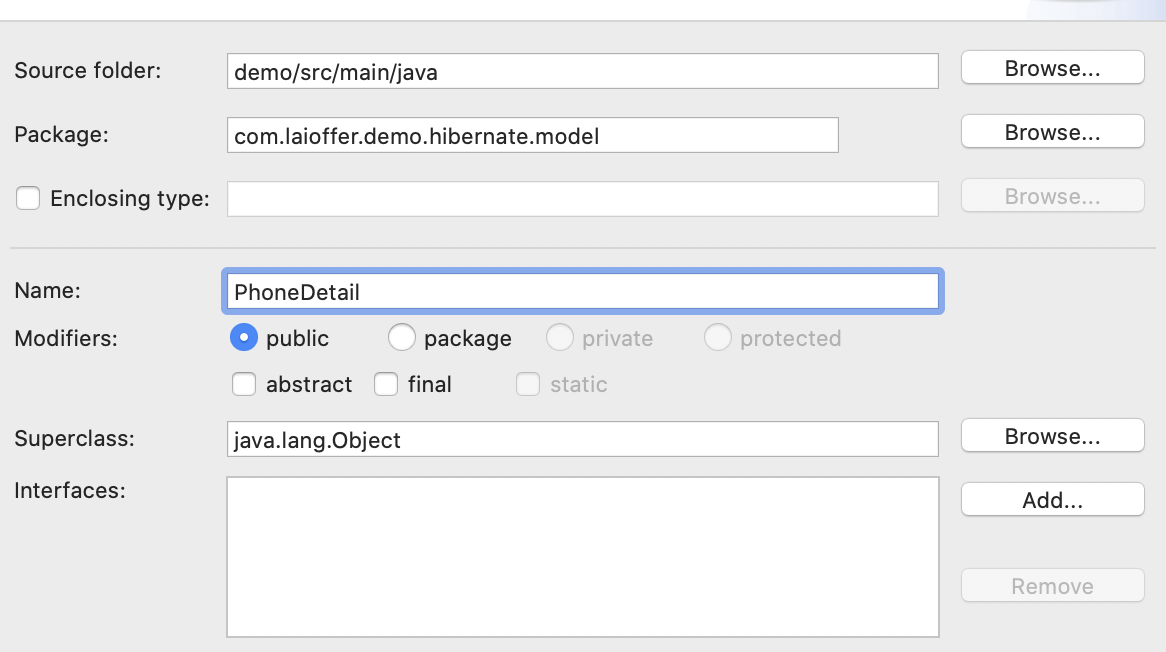 Source folder: demo/src/main/java Browse...
Package: com.laioffer.demo.hibernate.model Browse...
Enclosing type: Browse...
Name: PhoneDetail
Modifiers: public package private protected
abstract final static
Superclass: java.lang.Object Browse...
Interfaces: Add...
Remove